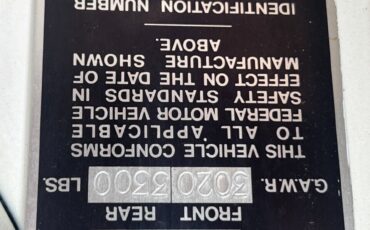 FRONT REAR
G.A.W.R. 3020 3300 LBS.
THIS VEHICLE CONFORMS
TO ALL APPLICABLE
FEDERAL MOTOR VEHICLE
SAFETY STANDARDS IN
EFFECT ON THE DATE OF
MANUFACTURE SHOWN
ABOVE.
IDENTIFICATION NUMBER